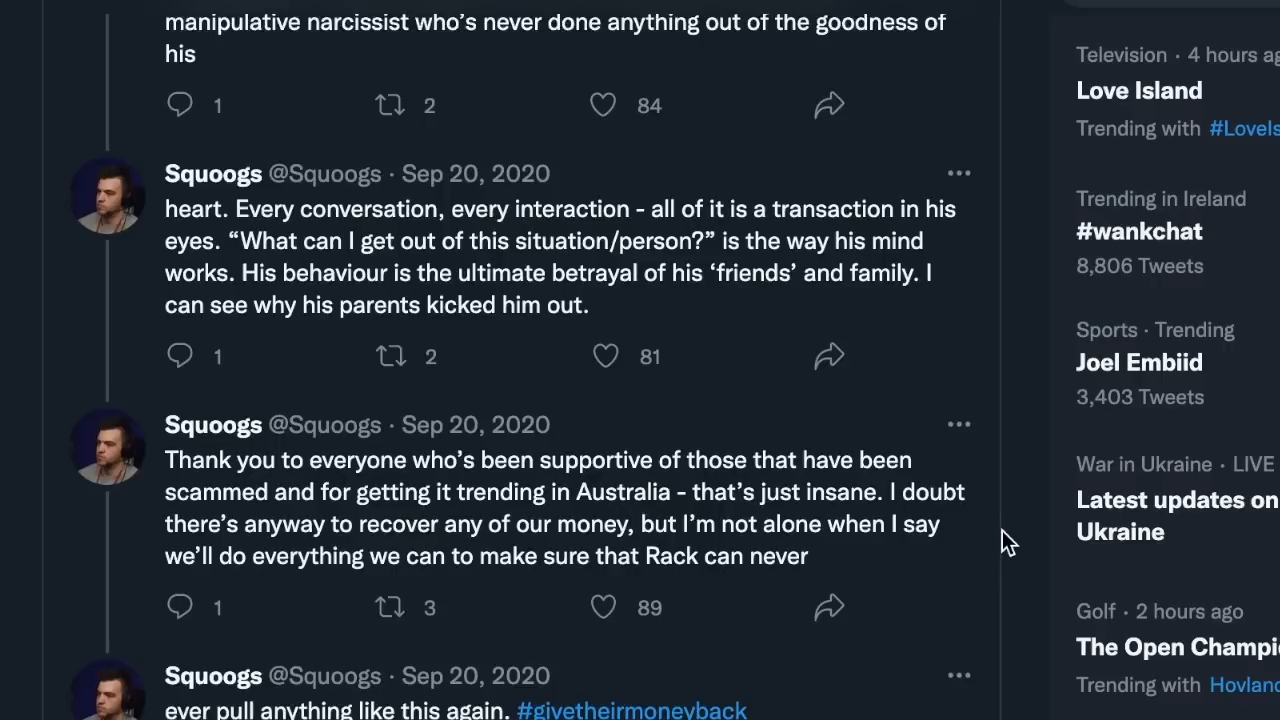 manipulative narcissist who’s never done anything out of the goodness of
his
1 2 84
Squoogs @Squoogs · Sep 20, 2020
heart. Every conversation, every interaction - all of it is a transaction in his
eyes. “What can I get out of this situation/person?” is the way his mind
works. His behaviour is the ultimate betrayal of his ‘friends’ and family. I
can see why his parents kicked him out.
1 2 81
Squoogs @Squoogs · Sep 20, 2020
Thank you to everyone who’s been supportive of those that have been
scammed and for getting it trending in Australia - that’s just insane. I doubt
there’s anyway to recover any of our money, but I’m not alone when I say
we’ll do everything we can to make sure that Rack can never
1 3 89
Squoogs @Squoogs · Sep 20, 2020
ever pull anything like this again. #givetheirmoneyback
Television · 4 hours ag
Love Island
Trending with #LoveIs
Trending in Ireland
#wankchat
8,806 Tweets
Sports · Trending
Joel Embiid
3,403 Tweets
War in Ukraine · LIVE
Latest updates on
Ukraine
Golf · 2 hours ago
The Open Champi
Trending with Hovlan